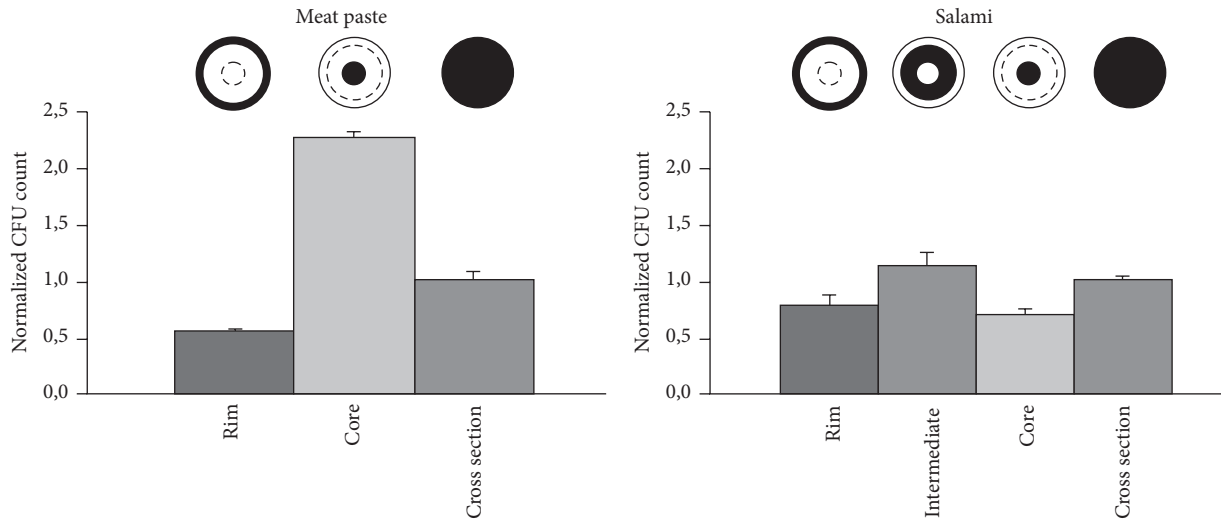 Meat paste
Normalized CFU count
2,5
2,0
1,5
1,0
0,5
0,0
Rim
Core
Cross section
Salami
Normalized CFU count
2,5
2,0
1,5
1,0
0,5
0,0
Rim
Intermediate
Core
Cross section